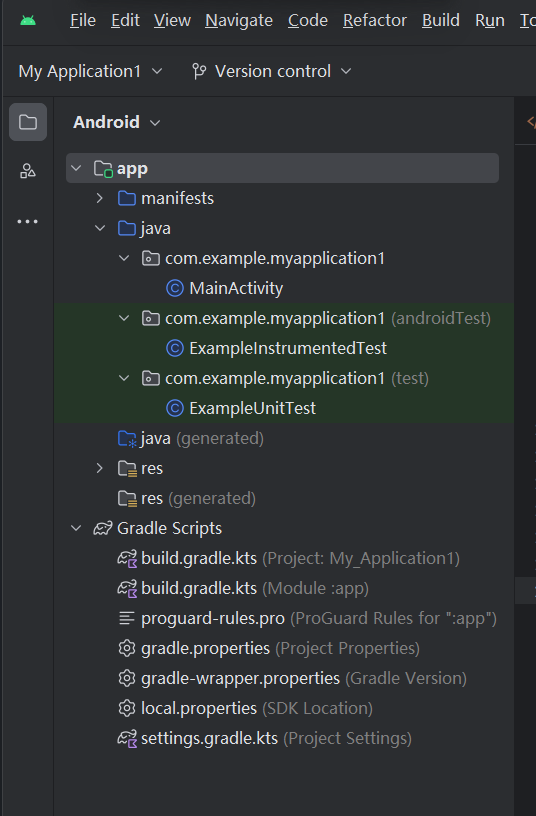 File Edit View Navigate Code Refactor Build Run To
My Application1 Version control
Android
app
manifests
java
com.example.myapplication1
MainActivity
com.example.myapplication1 (androidTest)
ExampleInstrumentedTest
com.example.myapplication1 (test)
ExampleUnitTest
java (generated)
res
res (generated)
Gradle Scripts
build.gradle.kts (Project: My_Application1)
build.gradle.kts (Module :app)
proguard-rules.pro (ProGuard Rules for ":app")
gradle.properties (Project Properties)
gradle-wrapper.properties (Gradle Version)
local.properties (SDK Location)
settings.gradle.kts (Project Settings)